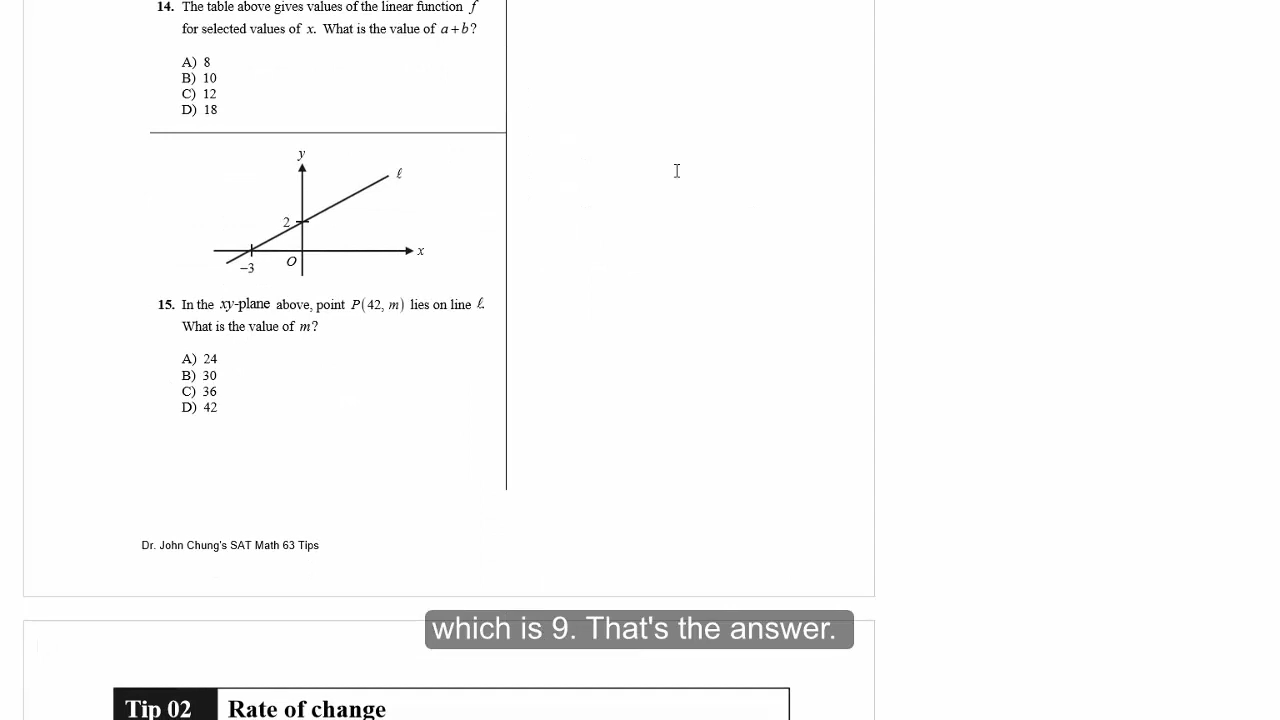 14. The table above gives values of the linear function f
for selected values of x. What is the value of a+b?
A) 8
B) 10
C) 12
D) 18
y
ℓ
2
x
O
−3
15. In the xy-plane above, point P(42, m) lies on line ℓ.
What is the value of m?
A) 24
B) 30
C) 36
D) 42
Dr. John Chung's SAT Math 63 Tips
which is 9. That's the answer.
Tip 02 Rate of change